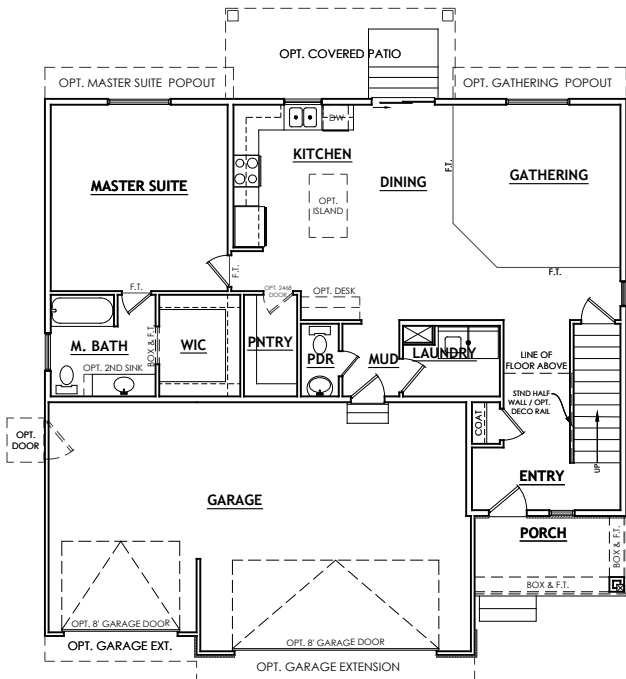 OPT. COVERED PATIO
OPT. MASTER SUITE POPOUT
OPT. GATHERING POPOUT
DW
KITCHEN
MASTER SUITE
DINING
F.T.
GATHERING
OPT.
ISLAND
F.T.
F.T.
F.T.
OPT. 2468
DOOR
OPT. DESK
M. BATH
BOX & F.T.
WIC
PNTRY
PDR
MUD
LAUNDRY
LINE OF
FLOOR ABOVE
OPT. 2ND SINK
STND HALF
WALL / OPT.
DECO RAIL
COAT
OPT.
DOOR
UP
ENTRY
GARAGE
PORCH
BOX & F.T.
BOX & F.T.
OPT. 8' GARAGE DOOR
OPT. 8' GARAGE DOOR
OPT. GARAGE EXT.
OPT. GARAGE EXTENSION